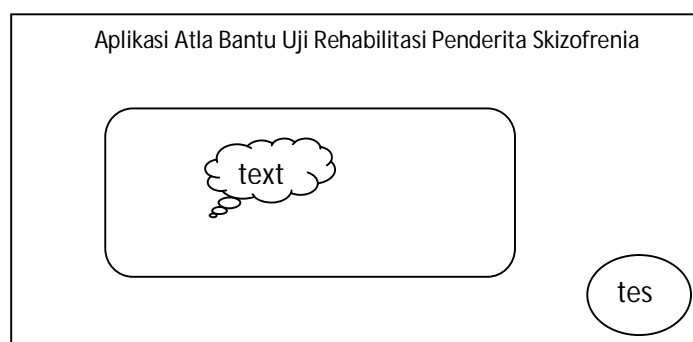 Aplikasi Atla Bantu Uji Rehabilitasi Penderita Skizofrenia
text
tes